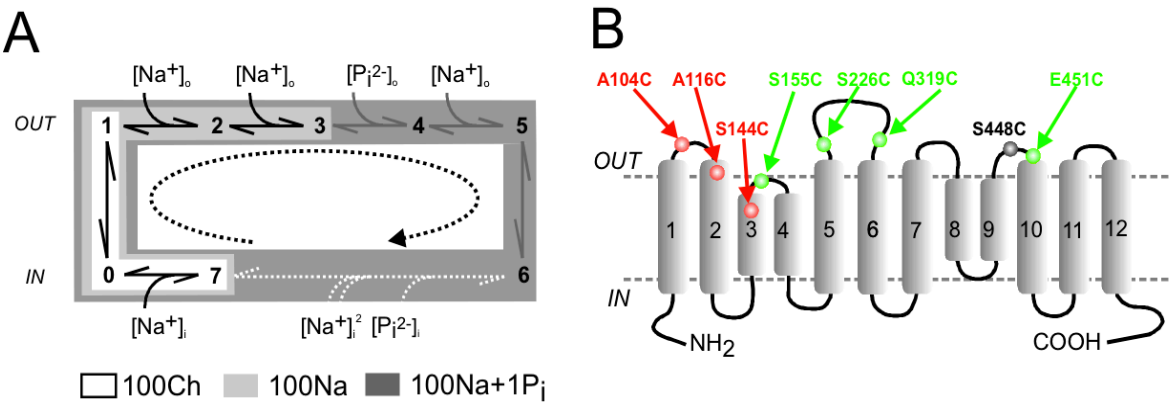 A
[Na+]o [Na+]o [Pi2-]o [Na+]o
OUT 1 2 3 4 5
IN 0 7 6
[Na+]i [Na+]i2 [Pi2-]i
100Ch 100Na 100Na+1Pi
B
A104C A116C S155C S226C Q319C E451C
S144C S448C
OUT
1 2 3 4 5 6 7 8 9 10 11 12
IN
NH2 COOH